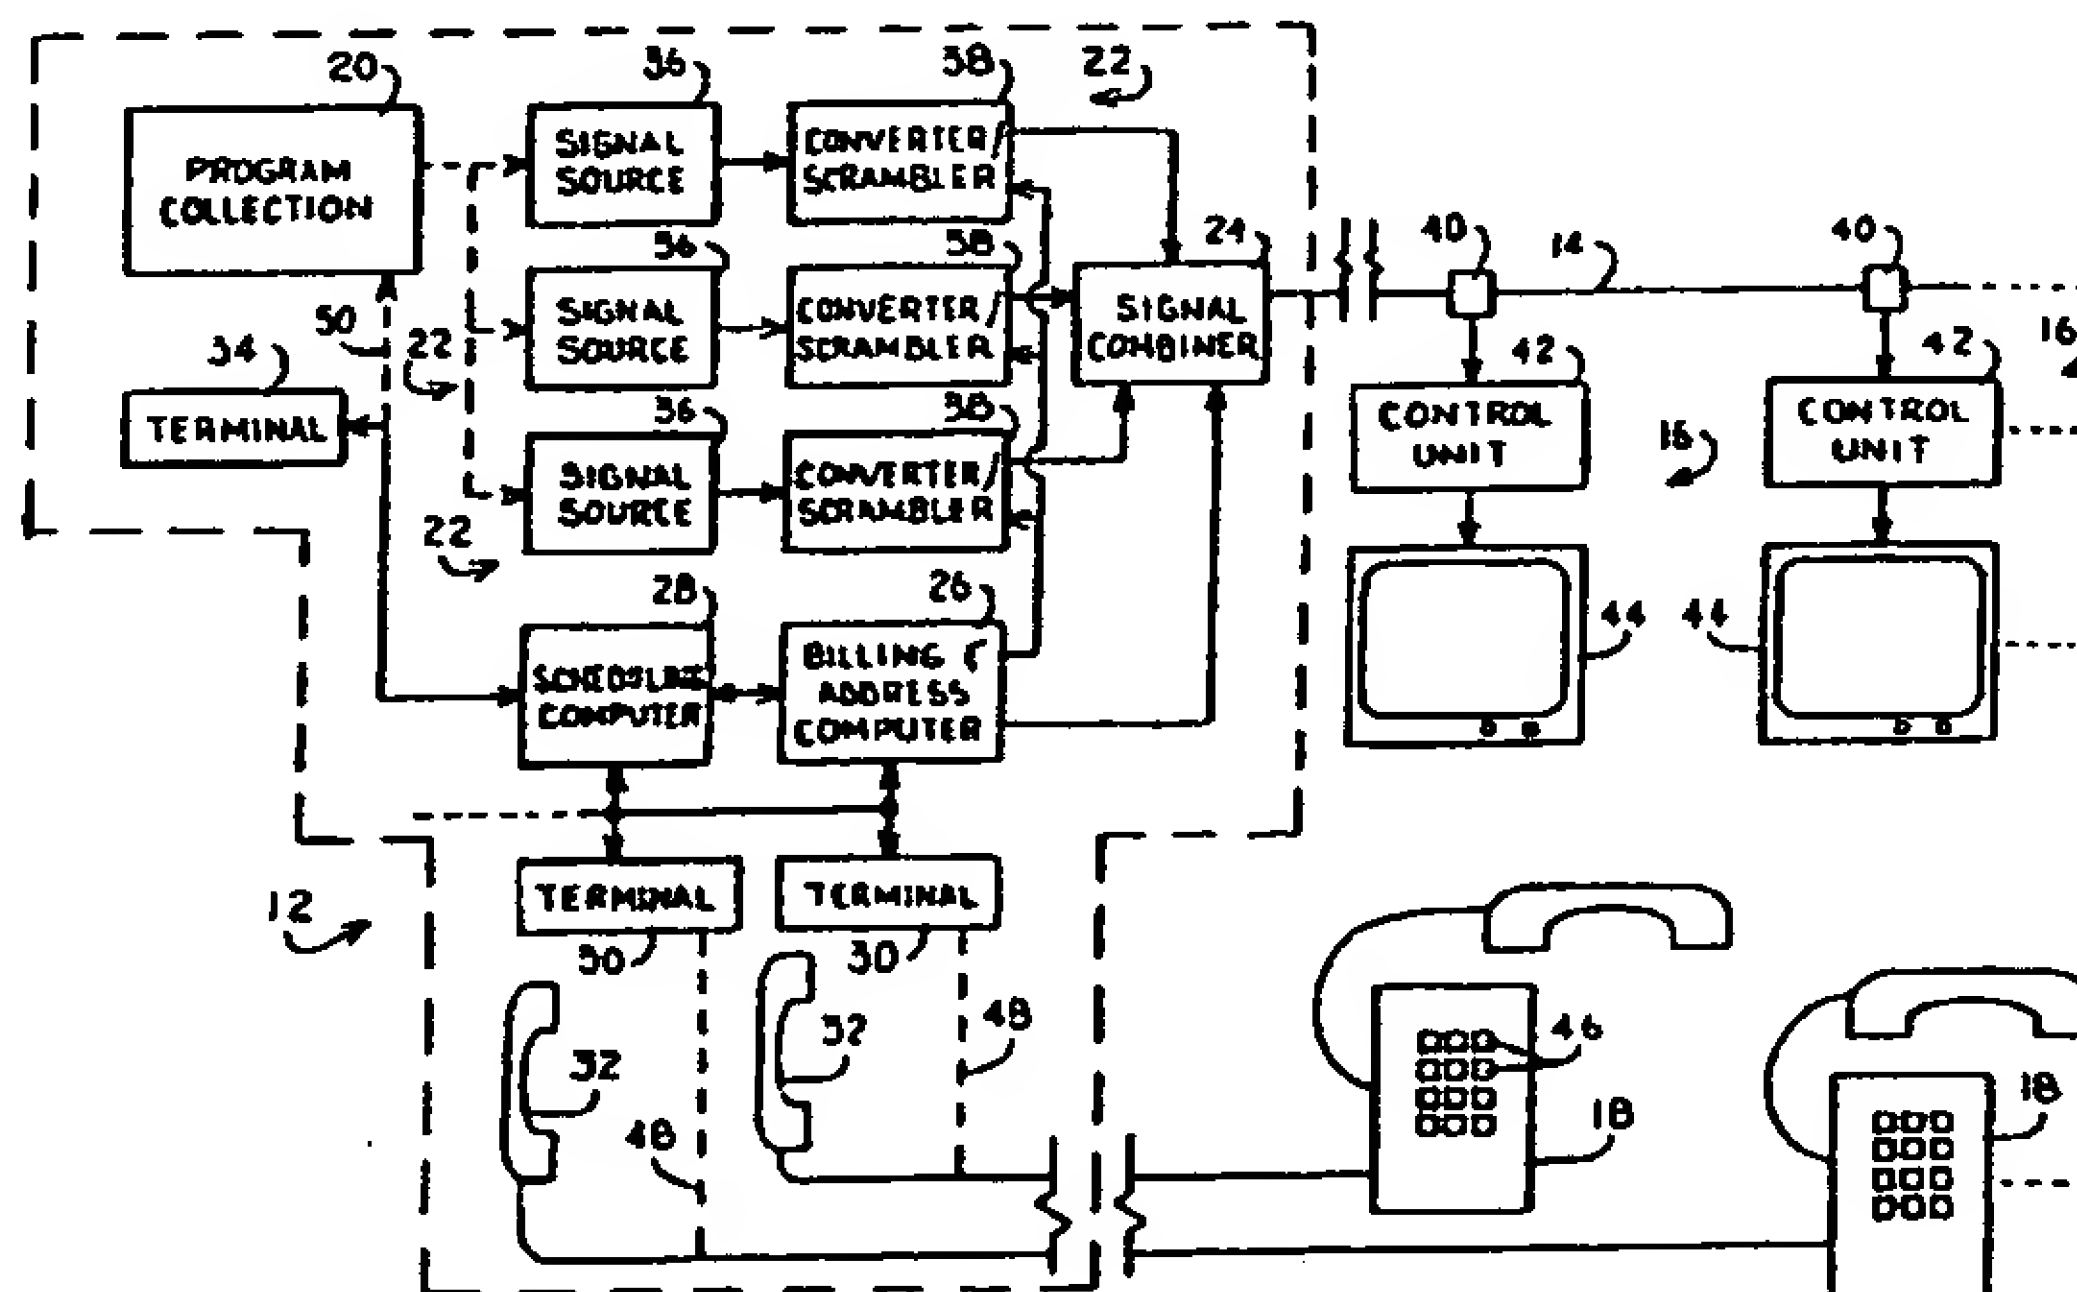 20
36
38
22
PROGRAM
COLLECTION
SIGNAL
SOURCE
CONVERTER/
SCRAMBLER
36
38
24
40
14
40
SIGNAL
SOURCE
CONVERTER/
SCRAMBLER
SIGNAL
COMBINER
50
22
34
TERMINAL
42
42
16
CONTROL
UNIT
CONTROL
UNIT
16
36
38
SIGNAL
SOURCE
CONVERTER/
SCRAMBLER
22
28
26
44
44
COMPUTER
BILLING &
ADDRESS
COMPUTER
TERMINAL
TERMINAL
12
30
30
32
32
48
48
46
18
18